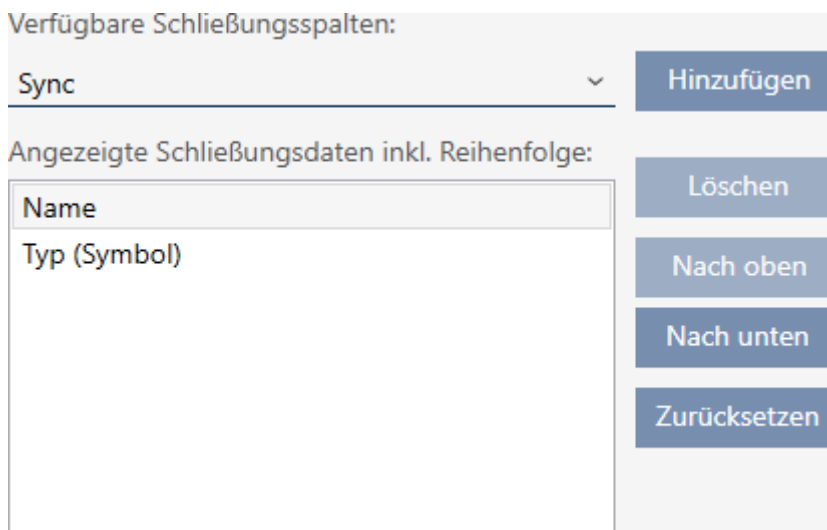 Verfügbare Schließungsspalten:
Sync
Hinzufügen
Angezeigte Schließungsdaten inkl. Reihenfolge:
Name
Typ (Symbol)
Löschen
Nach oben
Nach unten
Zurücksetzen